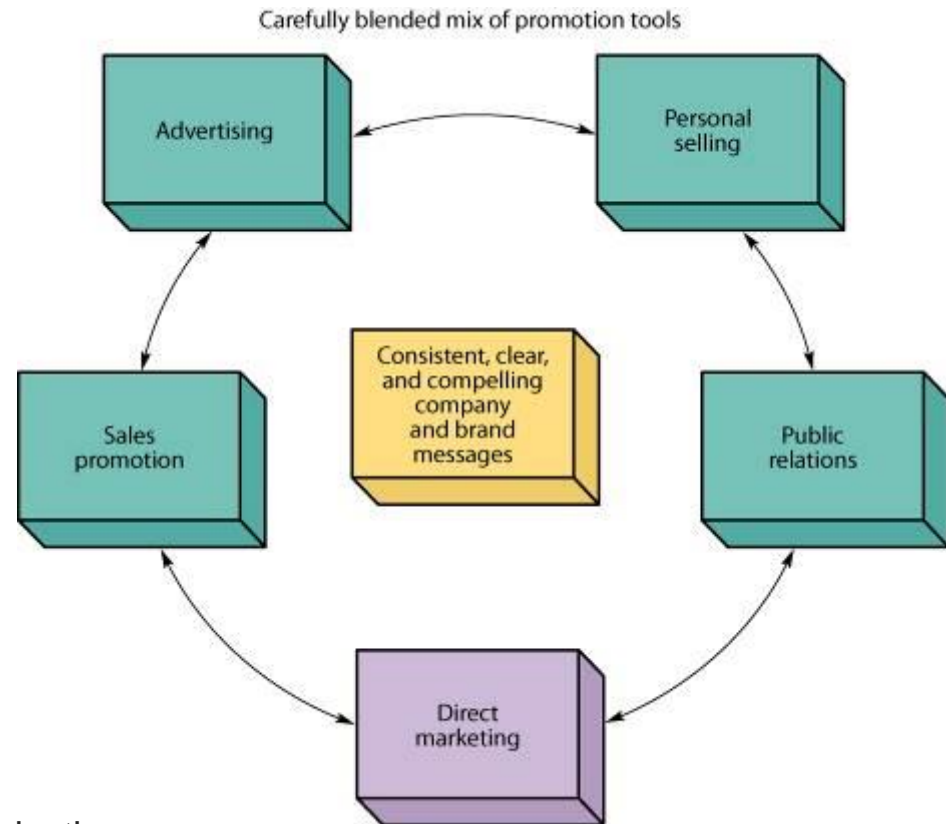 Carefully blended mix of promotion tools
Advertising
Personal
selling
Consistent, clear,
and compelling
company
and brand
messages
Sales
promotion
Public
relations
Direct
marketing